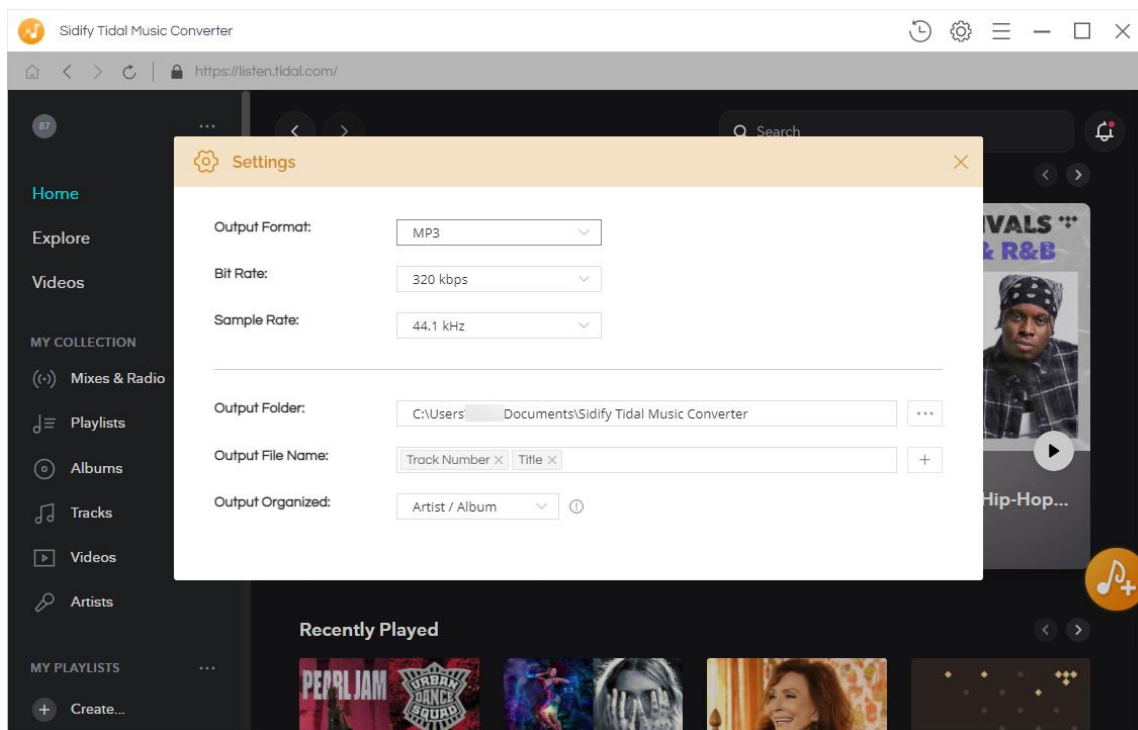 Sidify Tidal Music Converter
https://listen.tidal.com/
87
Search
Settings
Home
Explore
Videos
MY COLLECTION
Mixes & Radio
Playlists
Albums
Tracks
Videos
Artists
MY PLAYLISTS
Create...
Output Format:
MP3
Bit Rate:
320 kbps
Sample Rate:
44.1 kHz
Output Folder:
C:\Users\ Documents\Sidify Tidal Music Converter
Output File Name:
Track Number Title
Output Organized:
Artist / Album
& R&B
Hip-Hop...
Recently Played
PEARL JAM
URBAN
DANCE
SQUAD